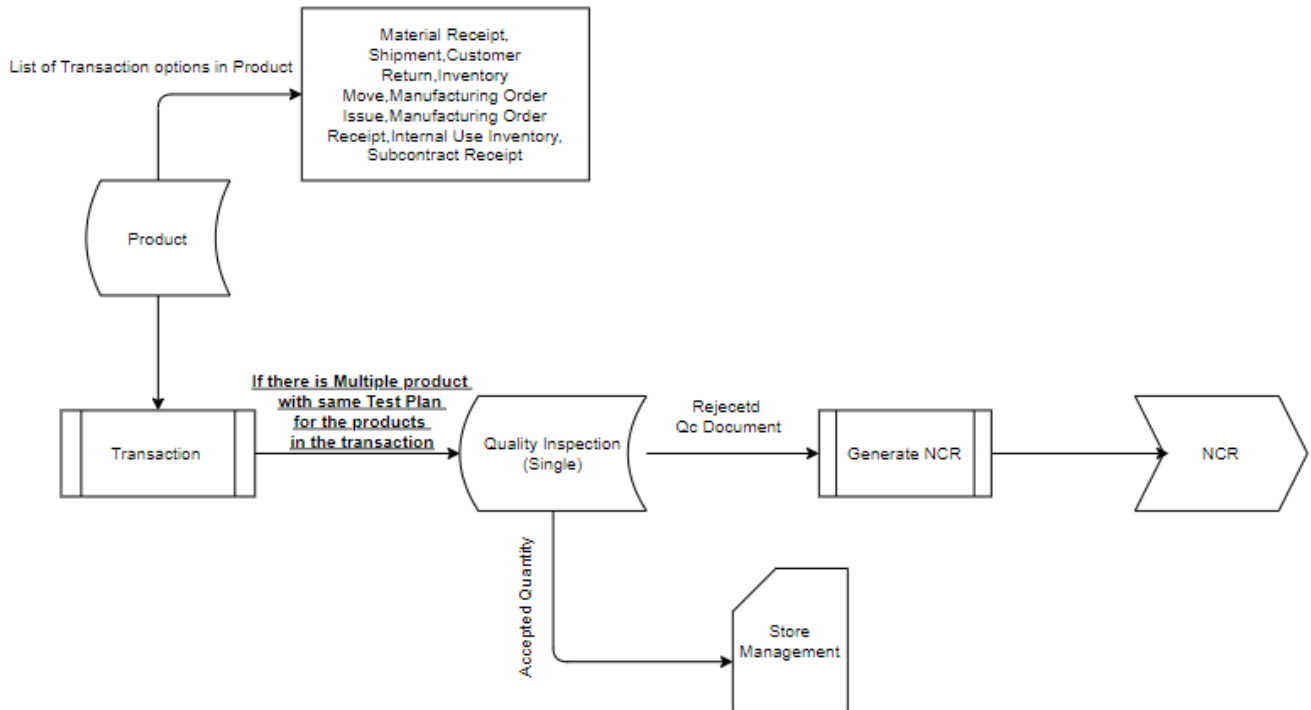 Material Receipt,
Shipment,Customer
Return,Inventory
Move,Manufacturing Order
Issue,Manufacturing Order
Receipt,Internal Use Inventory,
Subcontract Receipt
List of Transaction options in Product
Product
If there is Multiple product
with same Test Plan
for the products
in the transaction
Transaction
Quality Inspection
(Single)
Rejecetd
Qc Document
Generate NCR
NCR
Accepted Quantity
Store
Management